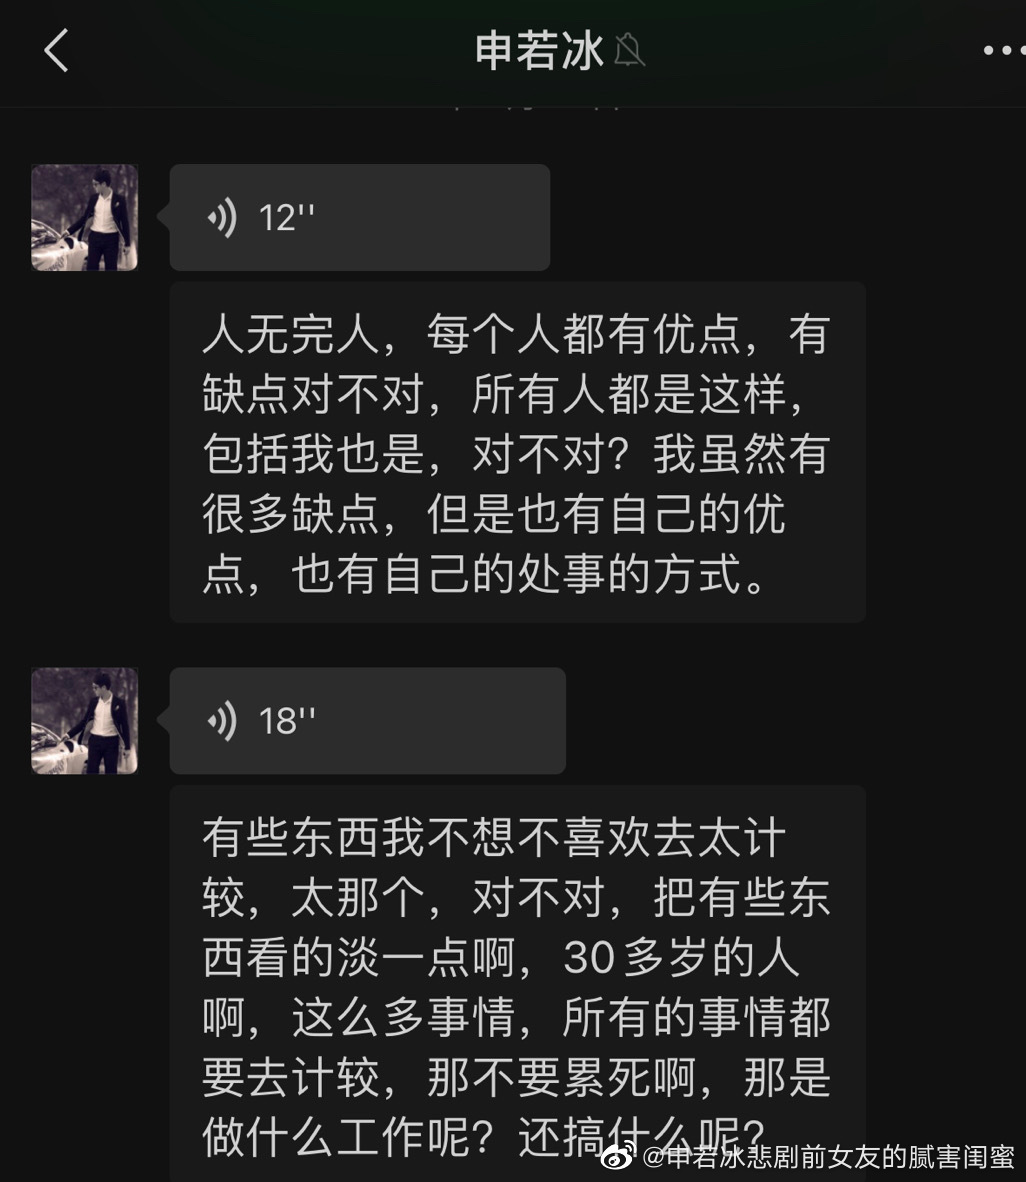 申若冰
12''
人无完人，每个人都有优点，有
缺点对不对，所有人都是这样，
包括我也是，对不对？我虽然有
很多缺点，但是也有自己的优
点，也有自己的处事的方式。
18''
有些东西我不想不喜欢去太计
较，太那个，对不对，把有些东
西看的淡一点啊，30多岁的人
啊，这么多事情，所有的事情都
要去计较，那不要累死啊，那是
做什么工作呢？还搞什么呢？
@申若冰悲剧前女友的腻害闺蜜